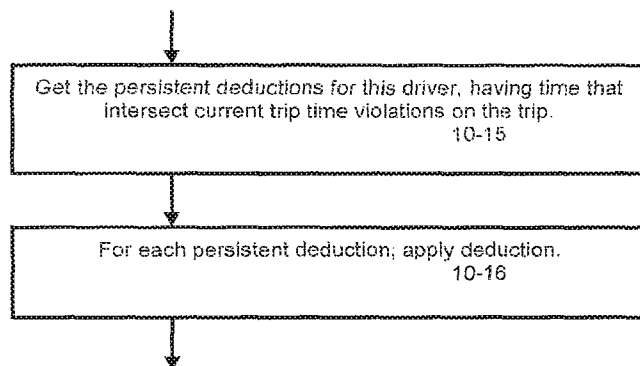 Get the persistent deductions for this driver, having time that
intersect current trip time violations on the trip.
10-15
For each persistent deduction; apply deduction.
10-16